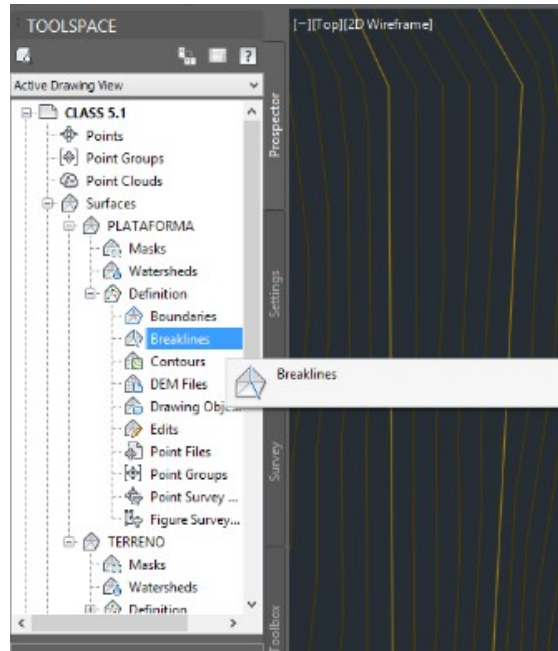 TOOLSPACE
[−][Top][2D Wireframe]
Active Drawing View
CLASS 5.1
Points
Point Groups
Point Clouds
Surfaces
PLATAFORMA
Masks
Watersheds
Definition
Boundaries
Breaklines
Contours
DEM Files
Drawing Obje...
Edits
Point Files
Point Groups
Point Survey ...
Figure Survey...
TERRENO
Masks
Watersheds
Definition
Prospector
Settings
Survey
Toolbox
Breaklines